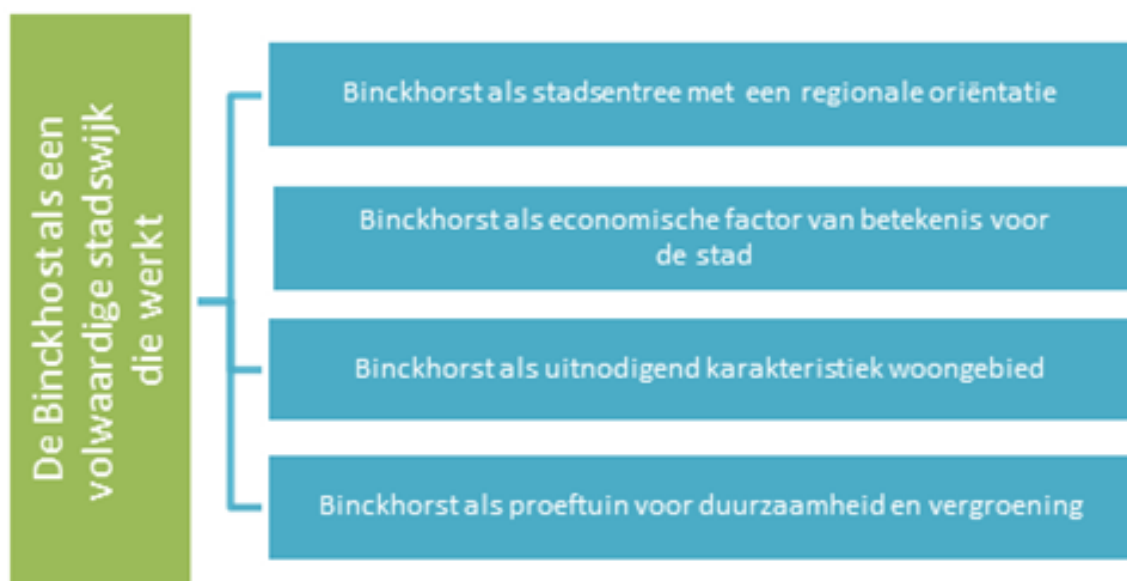 De Binckhost als een
volwaardige stadswijk
die werkt
Binckhorst als stadsentree met een regionale oriëntatie
Binckhorst als economische factor van betekenis voor
de stad
Binckhorst als uitnodigend karakteristiek woongebied
Binckhorst als proeftuin voor duurzaamheid en vergroening